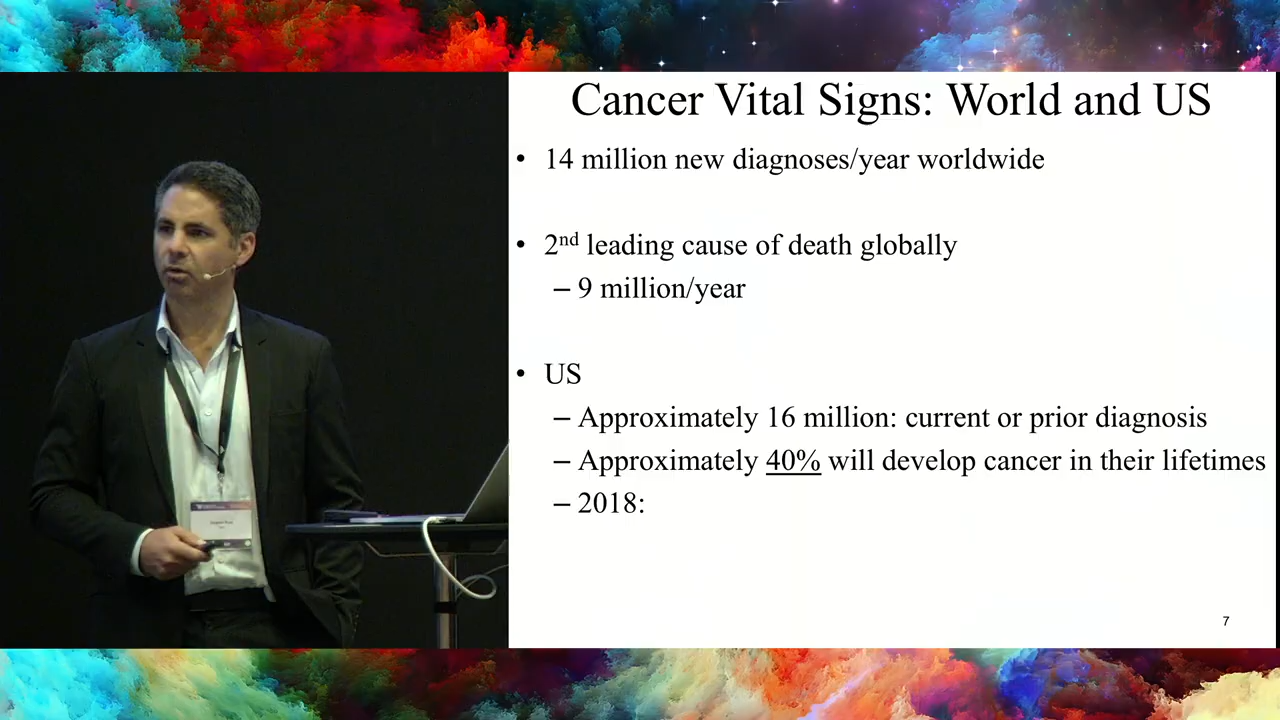 Cancer Vital Signs: World and US
• 14 million new diagnoses/year worldwide
• 2nd leading cause of death globally
– 9 million/year
• US
– Approximately 16 million: current or prior diagnosis
– Approximately 40% will develop cancer in their lifetimes
– 2018:
7